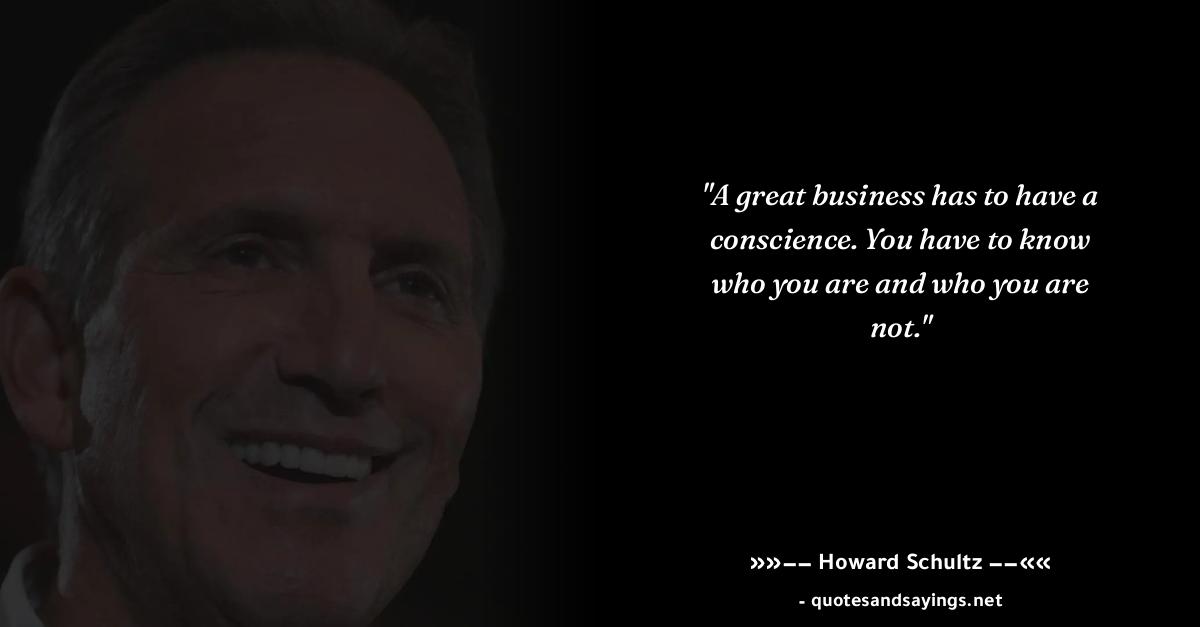 "A great business has to have a
conscience. You have to know
who you are and who you are
not."
»»–– Howard Schultz ––««
- quotesandsayings.net